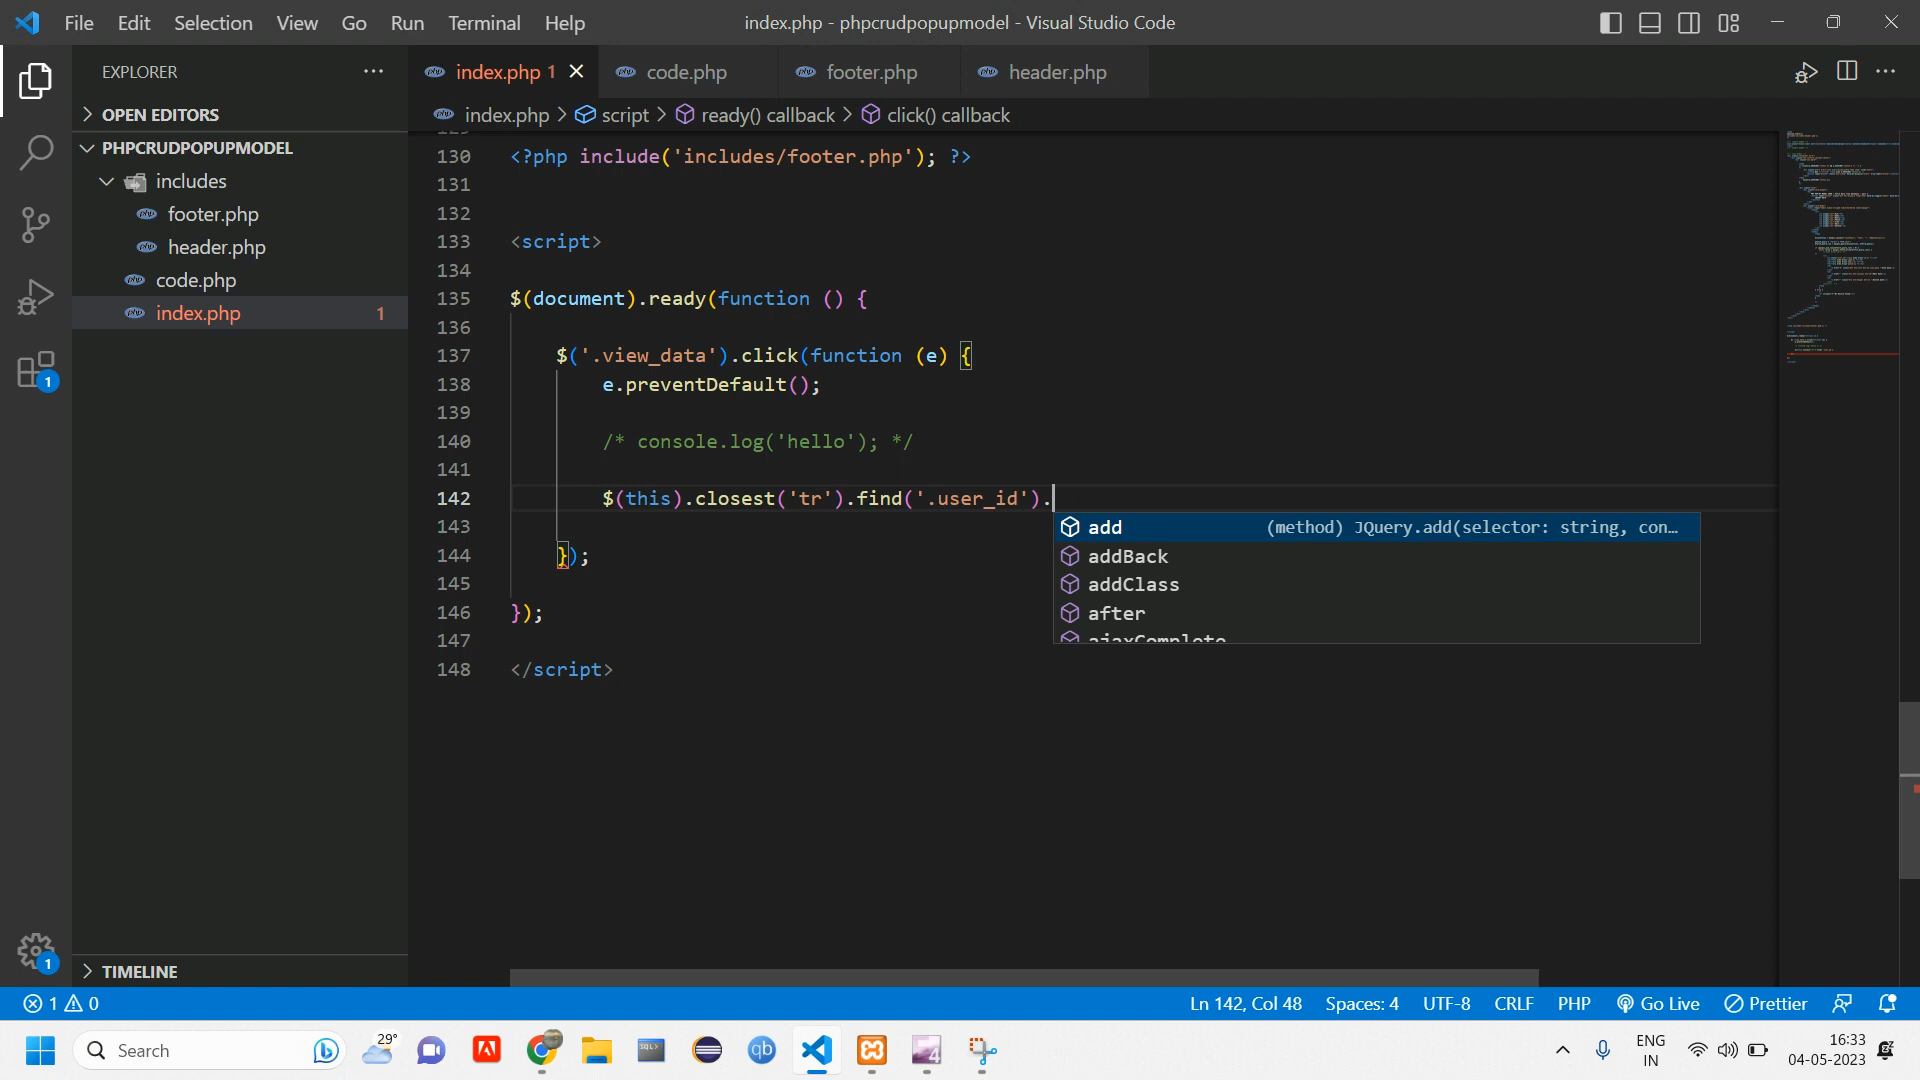 File Edit Selection View Go Run Terminal Help
index.php - phpcrudpopupmodel - Visual Studio Code
EXPLORER
OPEN EDITORS
PHPCRUDPOPUPMODEL
includes
footer.php
header.php
code.php
index.php 1
TIMELINE
index.php 1 code.php footer.php header.php
index.php > script > ready() callback > click() callback
130 <?php include('includes/footer.php'); ?>
131
132
133 <script>
134
135 $(document).ready(function () {
136
137 $('.view_data').click(function (e) {
138 e.preventDefault();
139
140 /* console.log('hello'); */
141
142 $(this).closest('tr').find('.user_id').
143
144 });
145
146 });
147
148 </script>
add (method) JQuery.add(selector: string, con…
addBack
addClass
after
ajaxComplete
1
1
1 0
Ln 142, Col 48 Spaces: 4 UTF-8 CRLF PHP Go Live Prettier
Search
29°
SQL>
qb
4
ENG
IN
16:33
04-05-2023